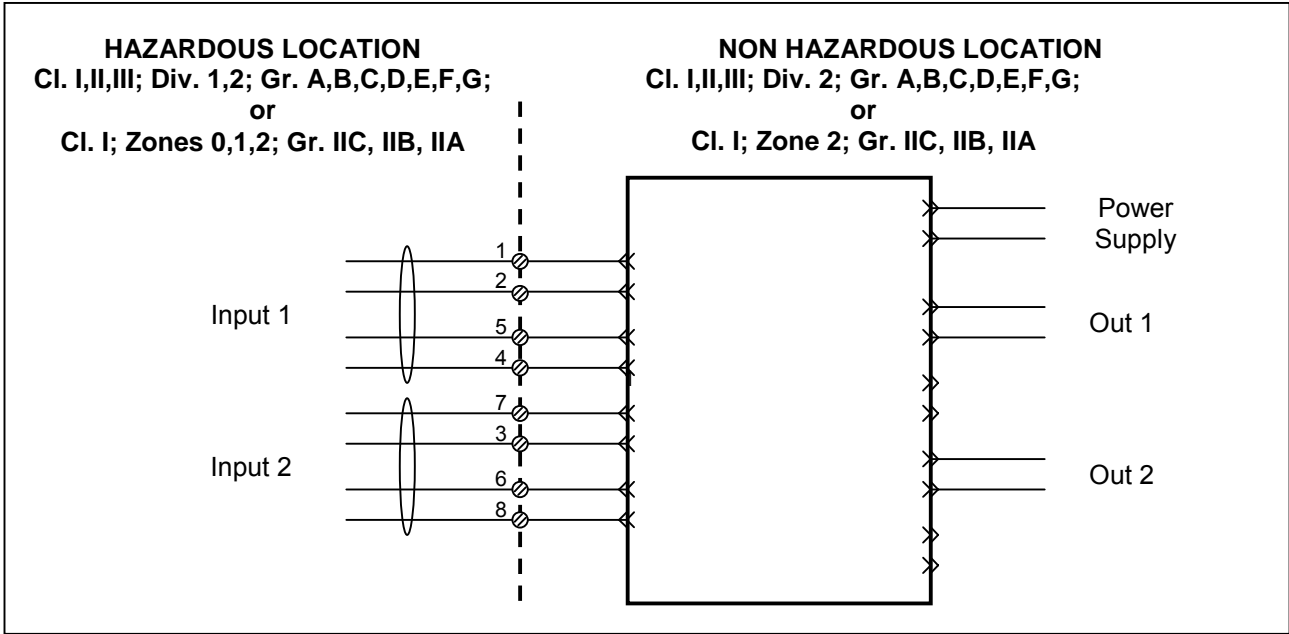 HAZARDOUS LOCATION
Cl. I,II,III; Div. 1,2; Gr. A,B,C,D,E,F,G;
or
Cl. I; Zones 0,1,2; Gr. IIC, IIB, IIA
NON HAZARDOUS LOCATION
Cl. I,II,III; Div. 2; Gr. A,B,C,D,E,F,G;
or
Cl. I; Zone 2; Gr. IIC, IIB, IIA
Input 1
1
2
5
4
Input 2
7
3
6
8
Power
Supply
Out 1
Out 2